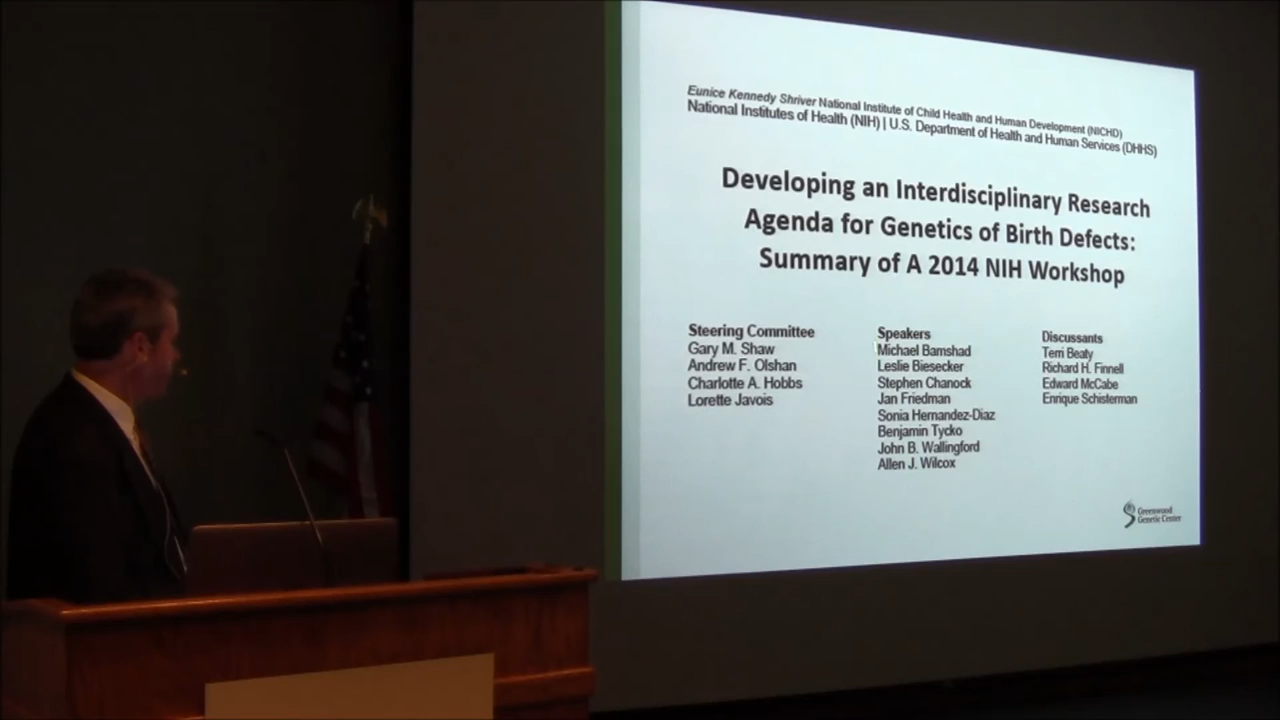 Eunice Kennedy Shriver National Institute of Child Health and Human Development (NICHD)
National Institutes of Health (NIH) | U.S. Department of Health and Human Services (DHHS)
Developing an Interdisciplinary Research
Agenda for Genetics of Birth Defects:
Summary of A 2014 NIH Workshop
Steering Committee
Gary M. Shaw
Andrew F. Olshan
Charlotte A. Hobbs
Lorette Javois
Speakers
Michael Bamshad
Leslie Biesecker
Stephen Chanock
Jan Friedman
Sonia Hernandez-Diaz
Benjamin Tycko
John B. Wallingford
Allen J. Wilcox
Discussants
Terri Beaty
Richard H. Finnell
Edward McCabe
Enrique Schisterman
Greenwood
Genetic Center